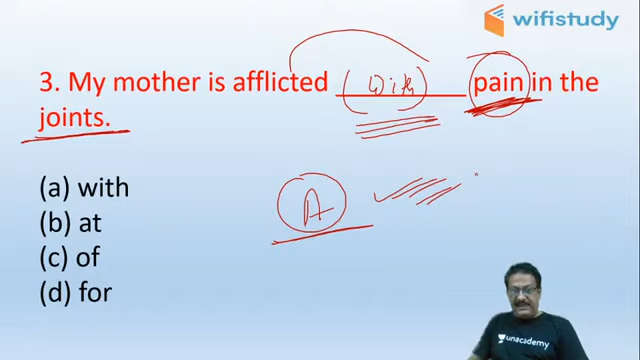 wifistudy
3. My mother is afflicted (with) pain in the
joints.
(a) with
(b) at
(c) of
(d) for
A
unacademy